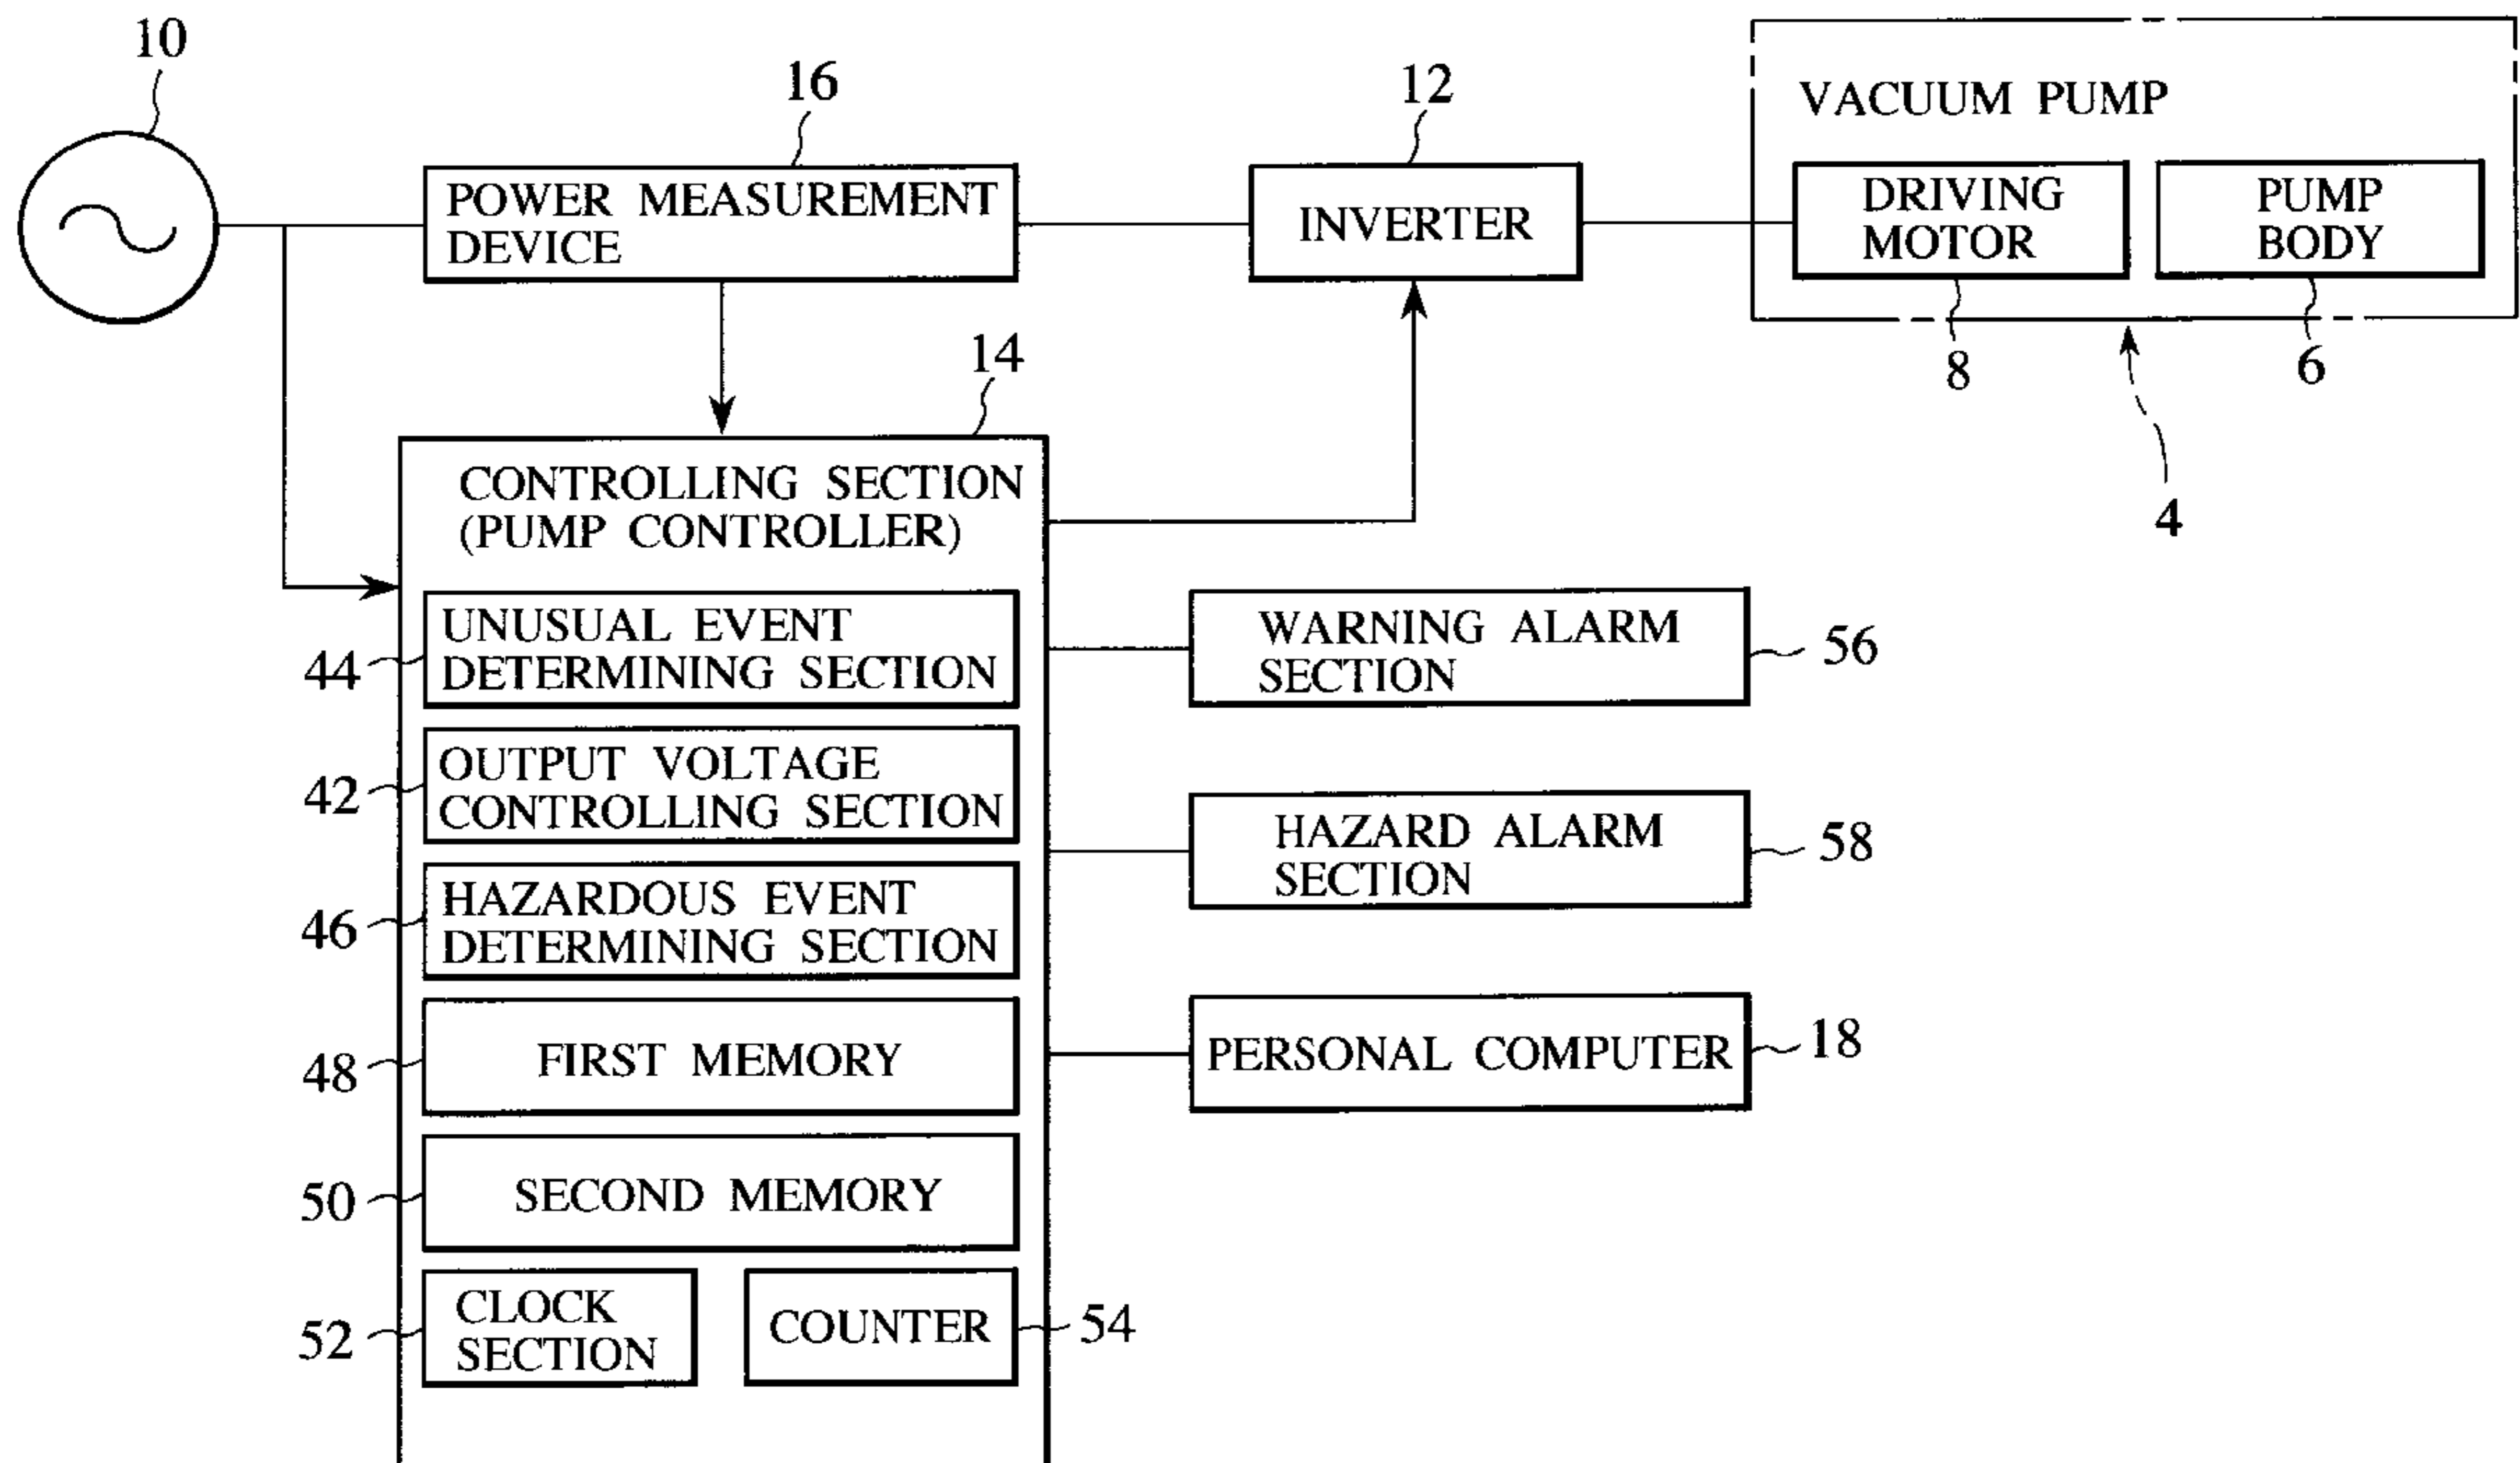 10
16
12
VACUUM PUMP
POWER MEASUREMENT
DEVICE
INVERTER
DRIVING
MOTOR
PUMP
BODY
8
6
4
14
CONTROLLING SECTION
(PUMP CONTROLLER)
UNUSUAL EVENT
DETERMINING SECTION
44
WARNING ALARM
SECTION
56
OUTPUT VOLTAGE
CONTROLLING SECTION
42
HAZARD ALARM
SECTION
58
HAZARDOUS EVENT
DETERMINING SECTION
46
FIRST MEMORY
48
PERSONAL COMPUTER
18
SECOND MEMORY
50
CLOCK
SECTION
52
COUNTER
54